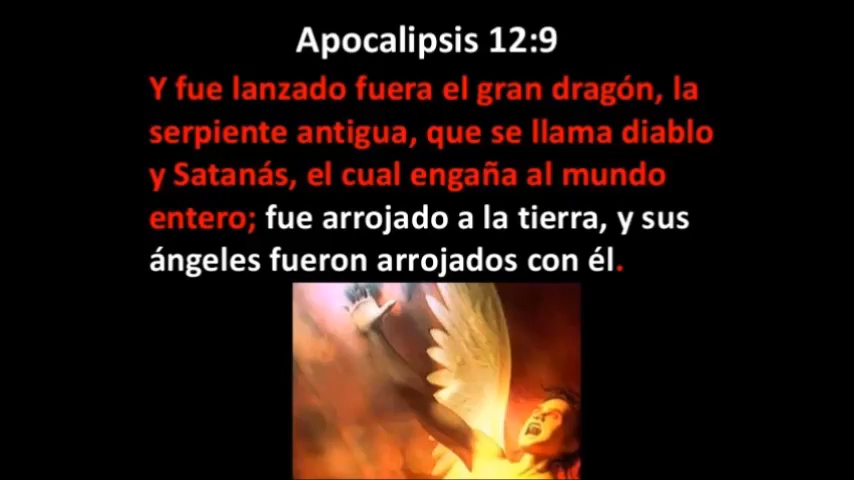 Apocalipsis 12:9
Y fue lanzado fuera el gran dragón, la
serpiente antigua, que se llama diablo
y Satanás, el cual engaña al mundo
entero; fue arrojado a la tierra, y sus
ángeles fueron arrojados con él.